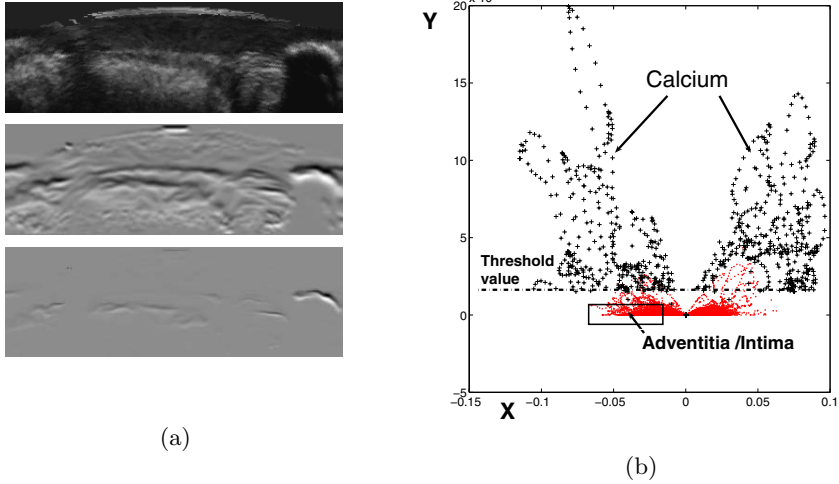 Y
20
15
10
5
0
−5
Calcium
Threshold
value
Adventitia /Intima
−0.15
−0.1
−0.05
0
0.05
0.1
X
(a)
(b)